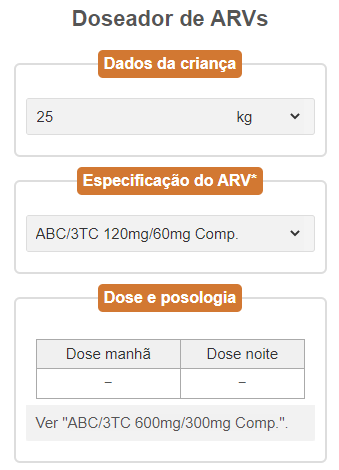 Doseador de ARVs
Dados da criança
25 kg
Especificação do ARV*
ABC/3TC 120mg/60mg Comp.
Dose e posologia
Dose manhã Dose noite
– –
Ver "ABC/3TC 600mg/300mg Comp.".